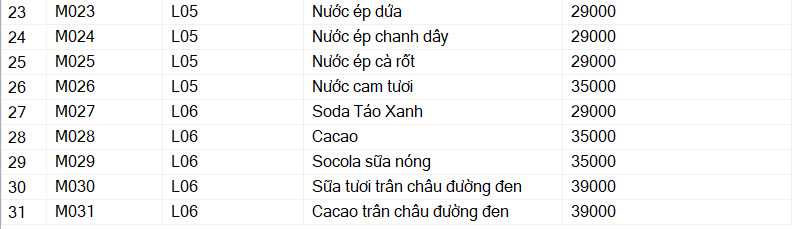 23 M023 L05 Nước ép dứa 29000
24 M024 L05 Nước ép chanh dây 29000
25 M025 L05 Nước ép cà rốt 29000
26 M026 L05 Nước cam tươi 35000
27 M027 L06 Soda Táo Xanh 29000
28 M028 L06 Cacao 35000
29 M029 L06 Socola sữa nóng 35000
30 M030 L06 Sữa tươi trân châu đường đen 39000
31 M031 L06 Cacao trân châu đường đen 39000